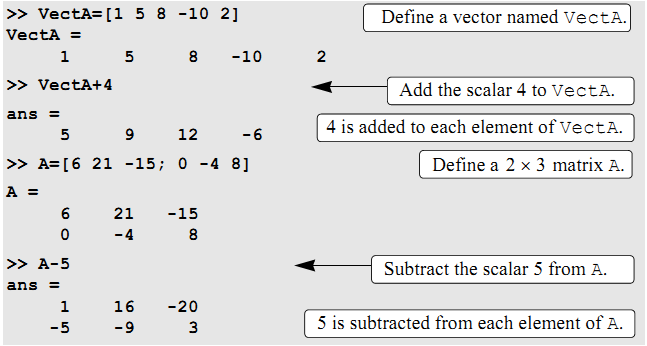 >> VectA=[1 5 8 -10 2]
Define a vector named VectA.
VectA =
1 5 8 -10 2
>> VectA+4
Add the scalar 4 to VectA.
ans =
5 9 12 -6
4 is added to each element of VectA.
>> A=[6 21 -15; 0 -4 8]
Define a 2 × 3 matrix A.
A =
6 21 -15
0 -4 8
>> A-5
Subtract the scalar 5 from A.
ans =
1 16 -20
-5 -9 3
5 is subtracted from each element of A.